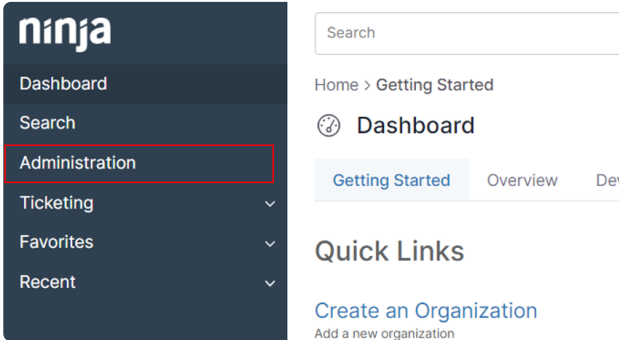 ninja
Dashboard
Search
Administration
Ticketing
Favorites
Recent
Search
Home > Getting Started
Dashboard
Getting Started Overview
Quick Links
Create an Organization
Add a new organization